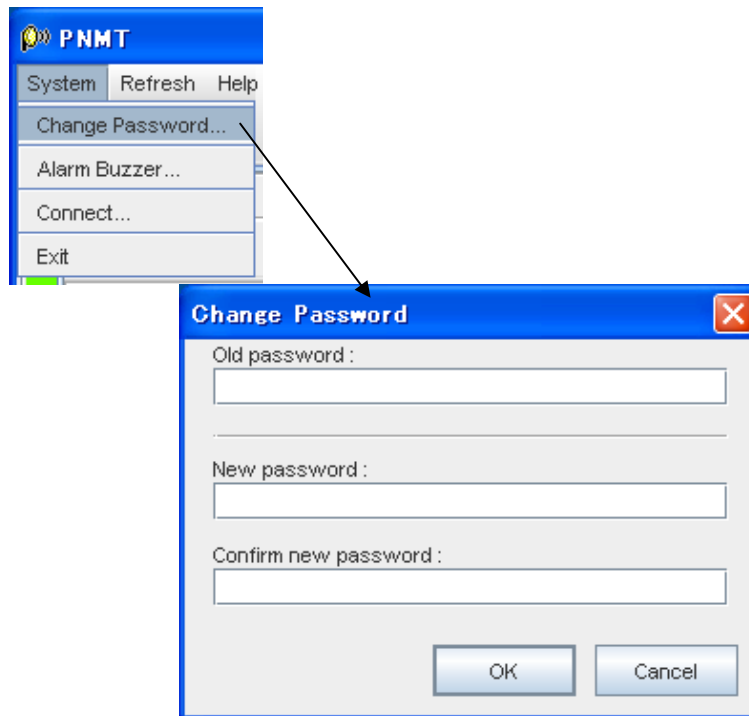 PNMT
System Refresh Help
Change Password...
Alarm Buzzer...
Connect...
Exit
Change Password
Old password :
New password :
Confirm new password :
OK Cancel